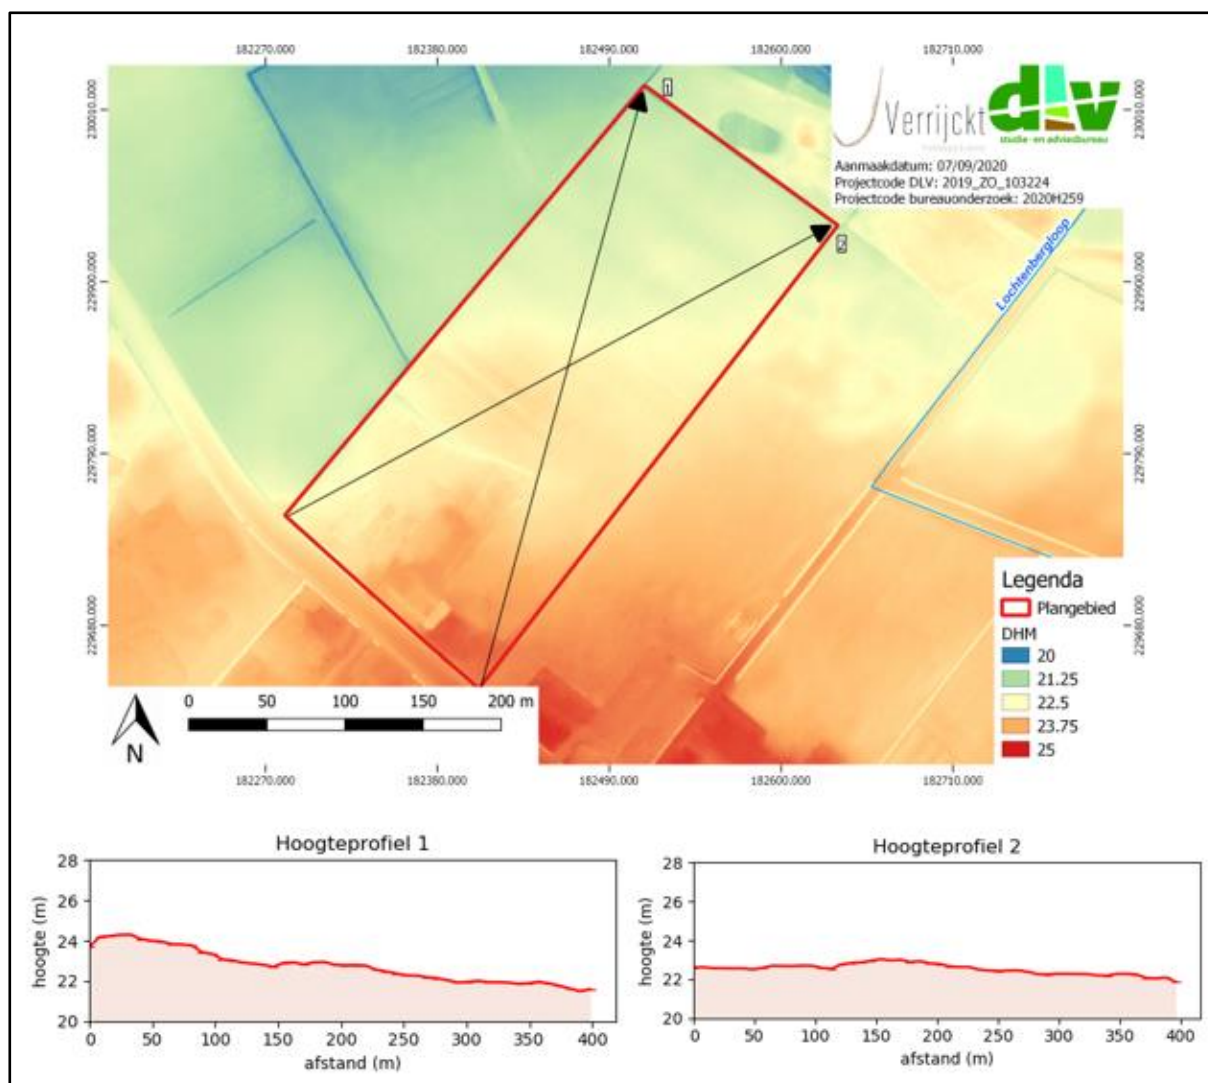 182270.000 182380.000 182490.000 182600.000 182710.000
230010.000 229900.000 229790.000 229680.000
1
2
Verrijckt
dlv
studie- en adviesbureau
Aanmaakdatum: 07/09/2020
Projectcode DLV: 2019_ZO_103224
Projectcode bureauonderzoek: 2020H259
230010.000 229900.000 229790.000 229680.000
Lochtenbergloop
Legenda
Plangebied
DHM
20
21.25
22.5
23.75
25
0 50 100 150 200 m
N
182270.000 182380.000 182490.000 182600.000 182710.000
Hoogteprofiel 1
28
26
24
22
20
hoogte (m)
0 50 100 150 200 250 300 350 400
afstand (m)
Hoogteprofiel 2
28
26
24
22
20
hoogte (m)
0 50 100 150 200 250 300 350 400
afstand (m)